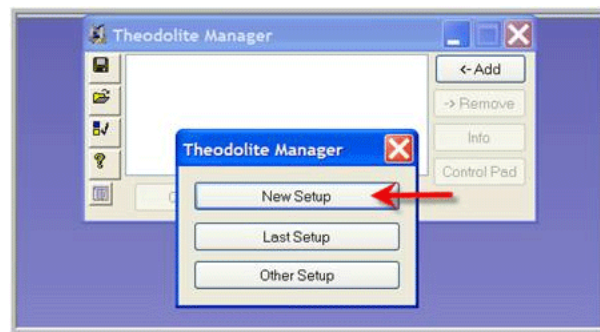 Theodolite Manager
<- Add
-> Remove
Info
Control Pad
Theodolite Manager
New Setup
Last Setup
Other Setup